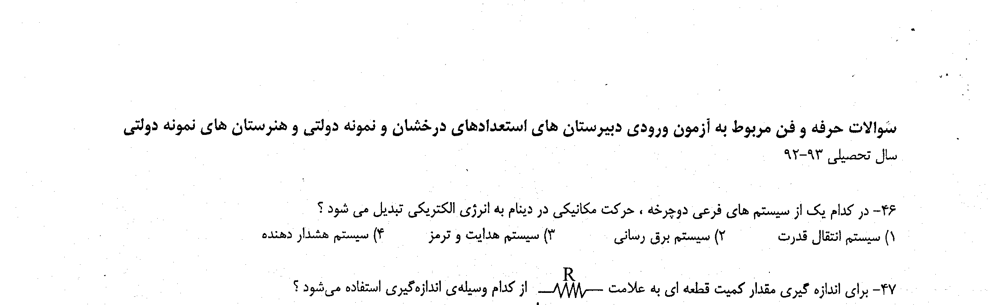 سوالات حرفه و فن مربوط به آزمون ورودی دبیرستان های استعدادهای درخشان و نمونه دولتی و هنرستان های نمونه دولتی
سال تحصیلی ۹۳-۹۲
۴۶- در کدام یک از سیستم های فرعی دوچرخه ، حرکت مکانیکی در دینام به انرژی الکتریکی تبدیل می شود ؟
۱) سیستم انتقال قدرت ۲) سیستم برق رسانی ۳) سیستم هدایت و ترمز ۴) سیستم هشدار دهنده
۴۷- برای اندازه گیری مقدار کمیت قطعه ای به علامت R از کدام وسیله‌ی اندازه‌گیری استفاده می‌شود ؟